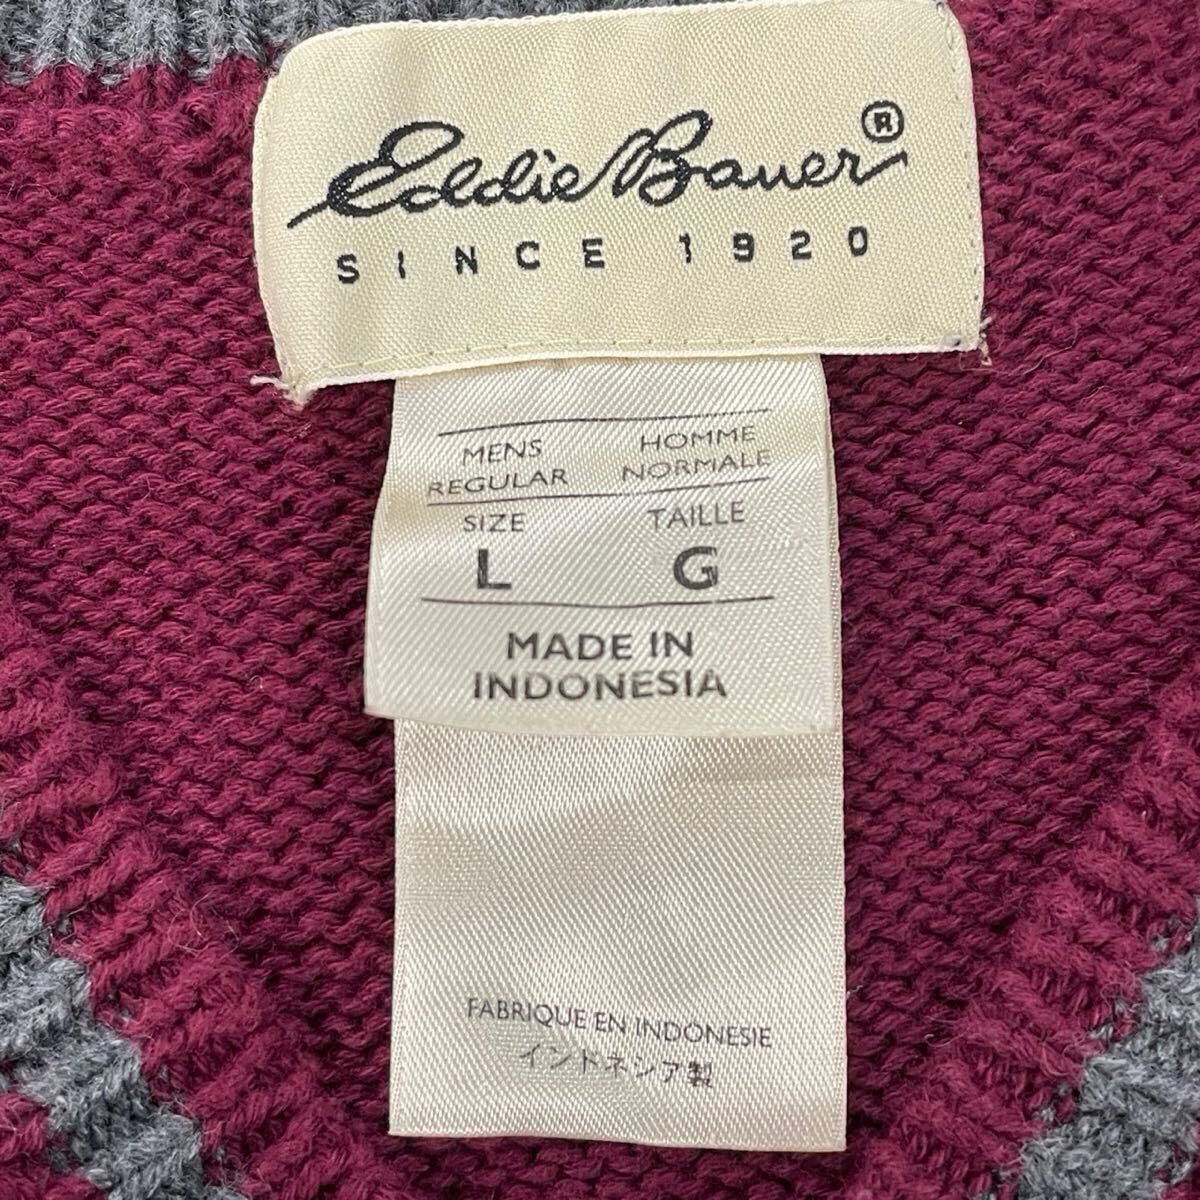 Eddie Bauer®
SINCE 1920
MENS HOMME
REGULAR NORMALE
SIZE TAILLE
L G
MADE IN
INDONESIA
FABRIQUE EN INDONESIE
インドネシア製